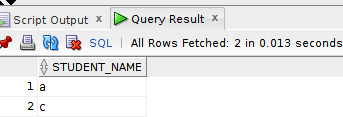 Script Output x Query Result x
SQL | All Rows Fetched: 2 in 0.013 seconds
STUDENT_NAME
1 a
2 c